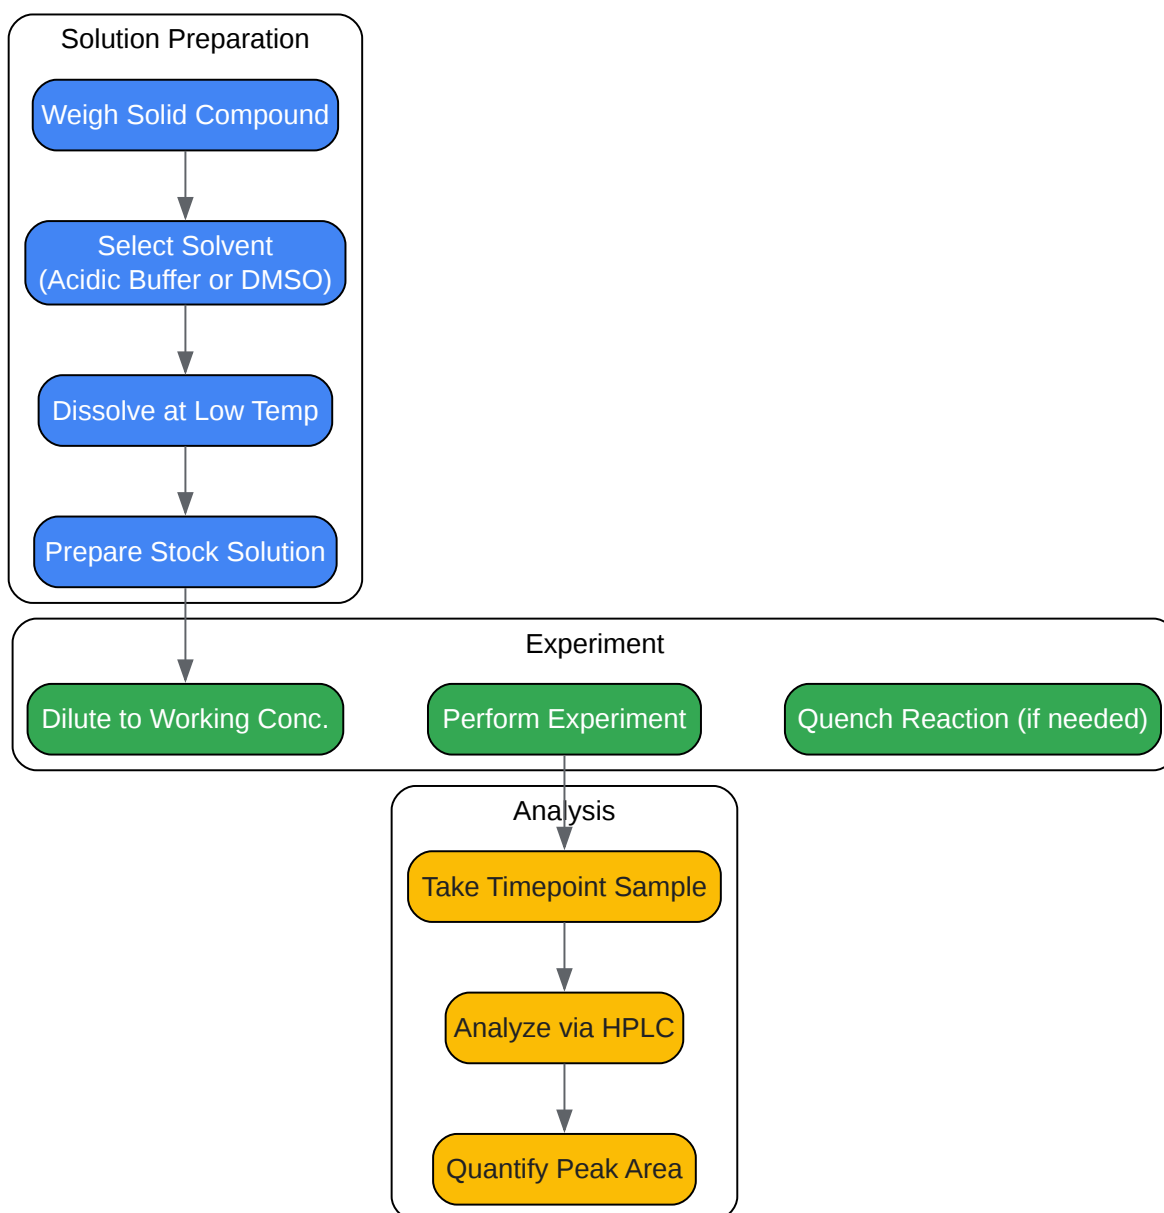 Solution Preparation
Weigh Solid Compound
Select Solvent
(Acidic Buffer or DMSO)
Dissolve at Low Temp
Prepare Stock Solution
Experiment
Dilute to Working Conc.
Perform Experiment
Quench Reaction (if needed)
Analysis
Take Timepoint Sample
Analyze via HPLC
Quantify Peak Area